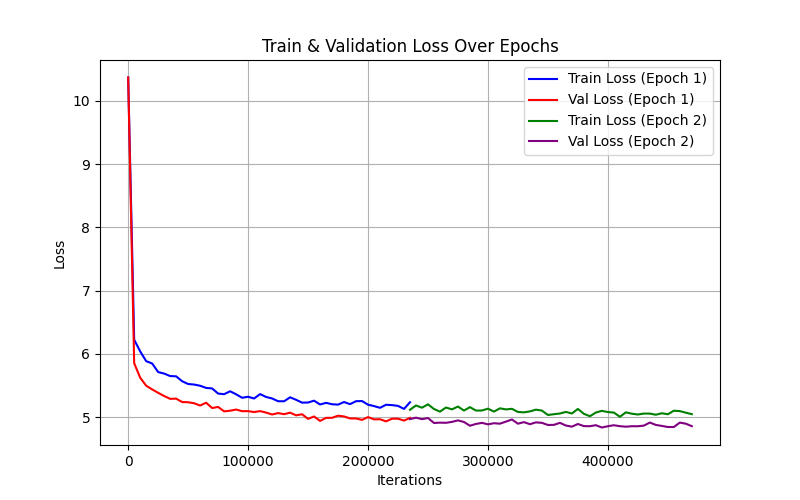 Train & Validation Loss Over Epochs
Train Loss (Epoch 1)
Val Loss (Epoch 1)
Train Loss (Epoch 2)
Val Loss (Epoch 2)
Loss
10
9
8
7
6
5
0
100000
200000
300000
400000
Iterations